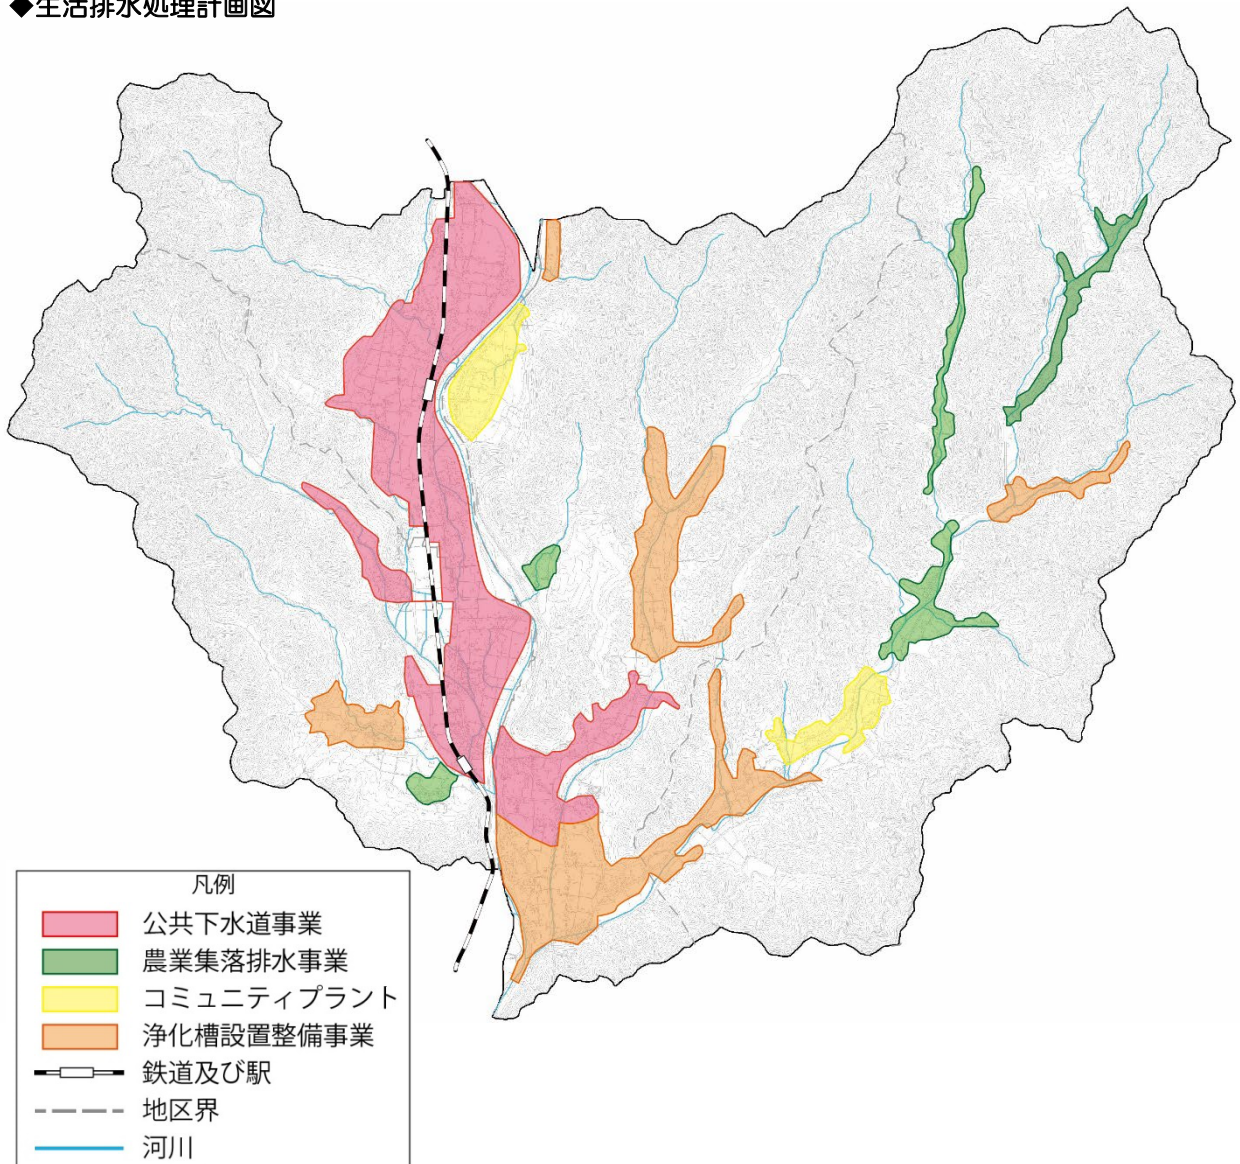 ◆生活排水処理計画図
凡例
公共下水道事業
農業集落排水事業
コミュニティプラント
浄化槽設置整備事業
鉄道及び駅
地区界
河川